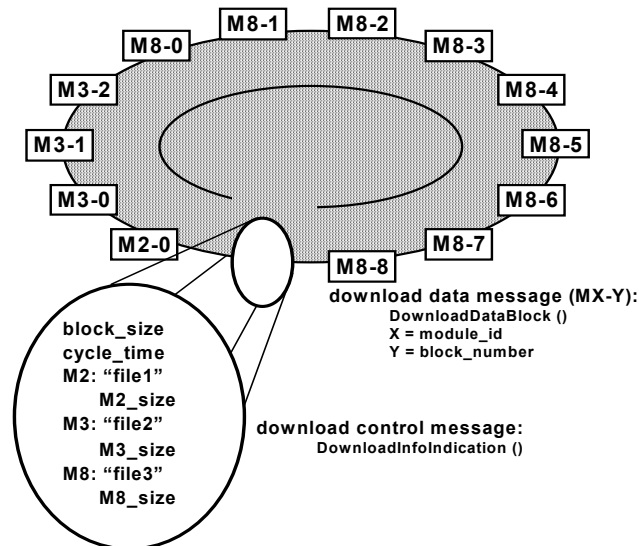 M8-1
M8-2
M8-0
M8-3
M3-2
M8-4
M3-1
M8-5
M3-0
M8-6
M2-0
M8-7
M8-8
download data message (MX-Y):
DownloadDataBlock ()
X = module_id
Y = block_number
block_size
cycle_time
M2: “file1”
M2_size
M3: “file2”
M3_size
M8: “file3”
M8_size
download control message:
DownloadInfoIndication ()